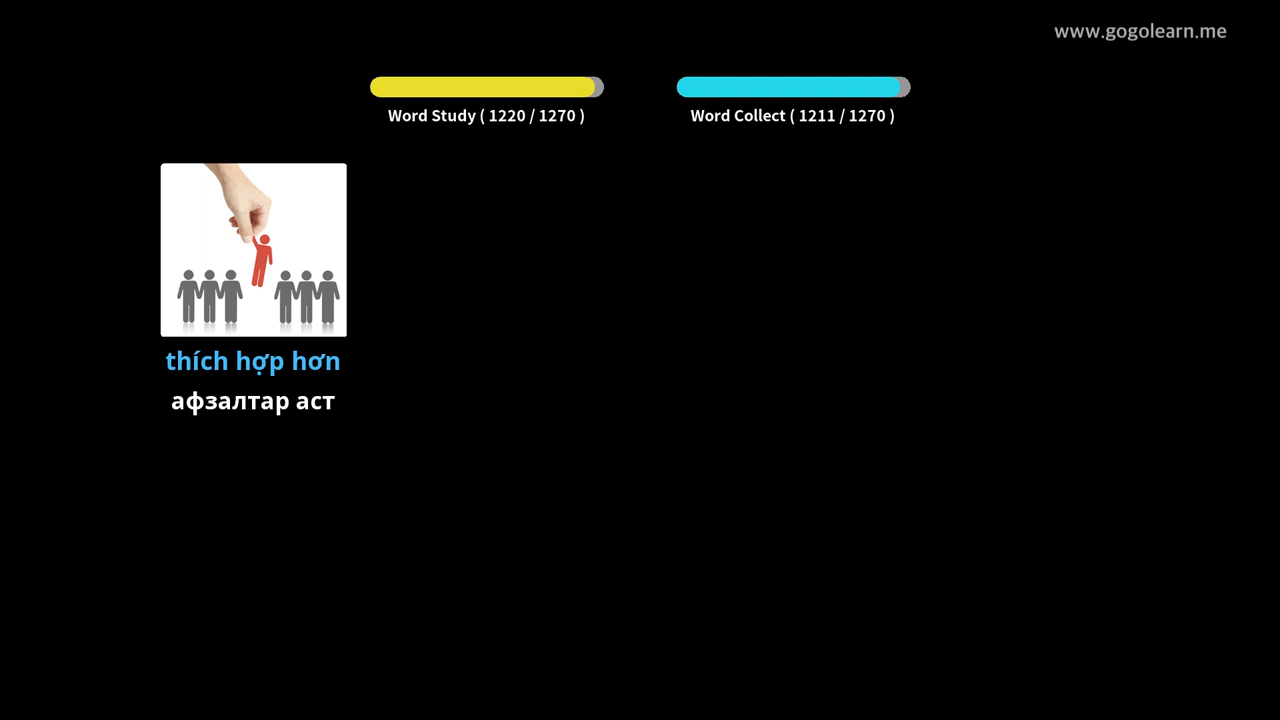 www.gogolearn.me
Word Study ( 1220 / 1270 )
Word Collect ( 1211 / 1270 )
thích hợp hơn
афзалтар аст